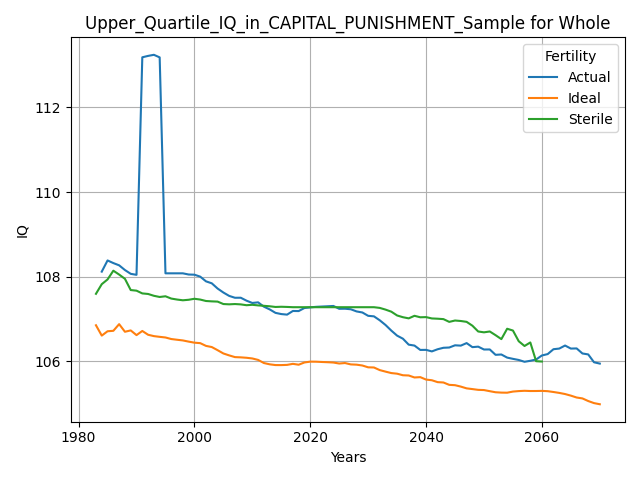 Upper_Quartile_IQ_in_CAPITAL_PUNISHMENT_Sample for Whole
Fertility
Actual
Ideal
Sterile
IQ
112
110
108
106
1980
2000
2020
2040
2060
Years